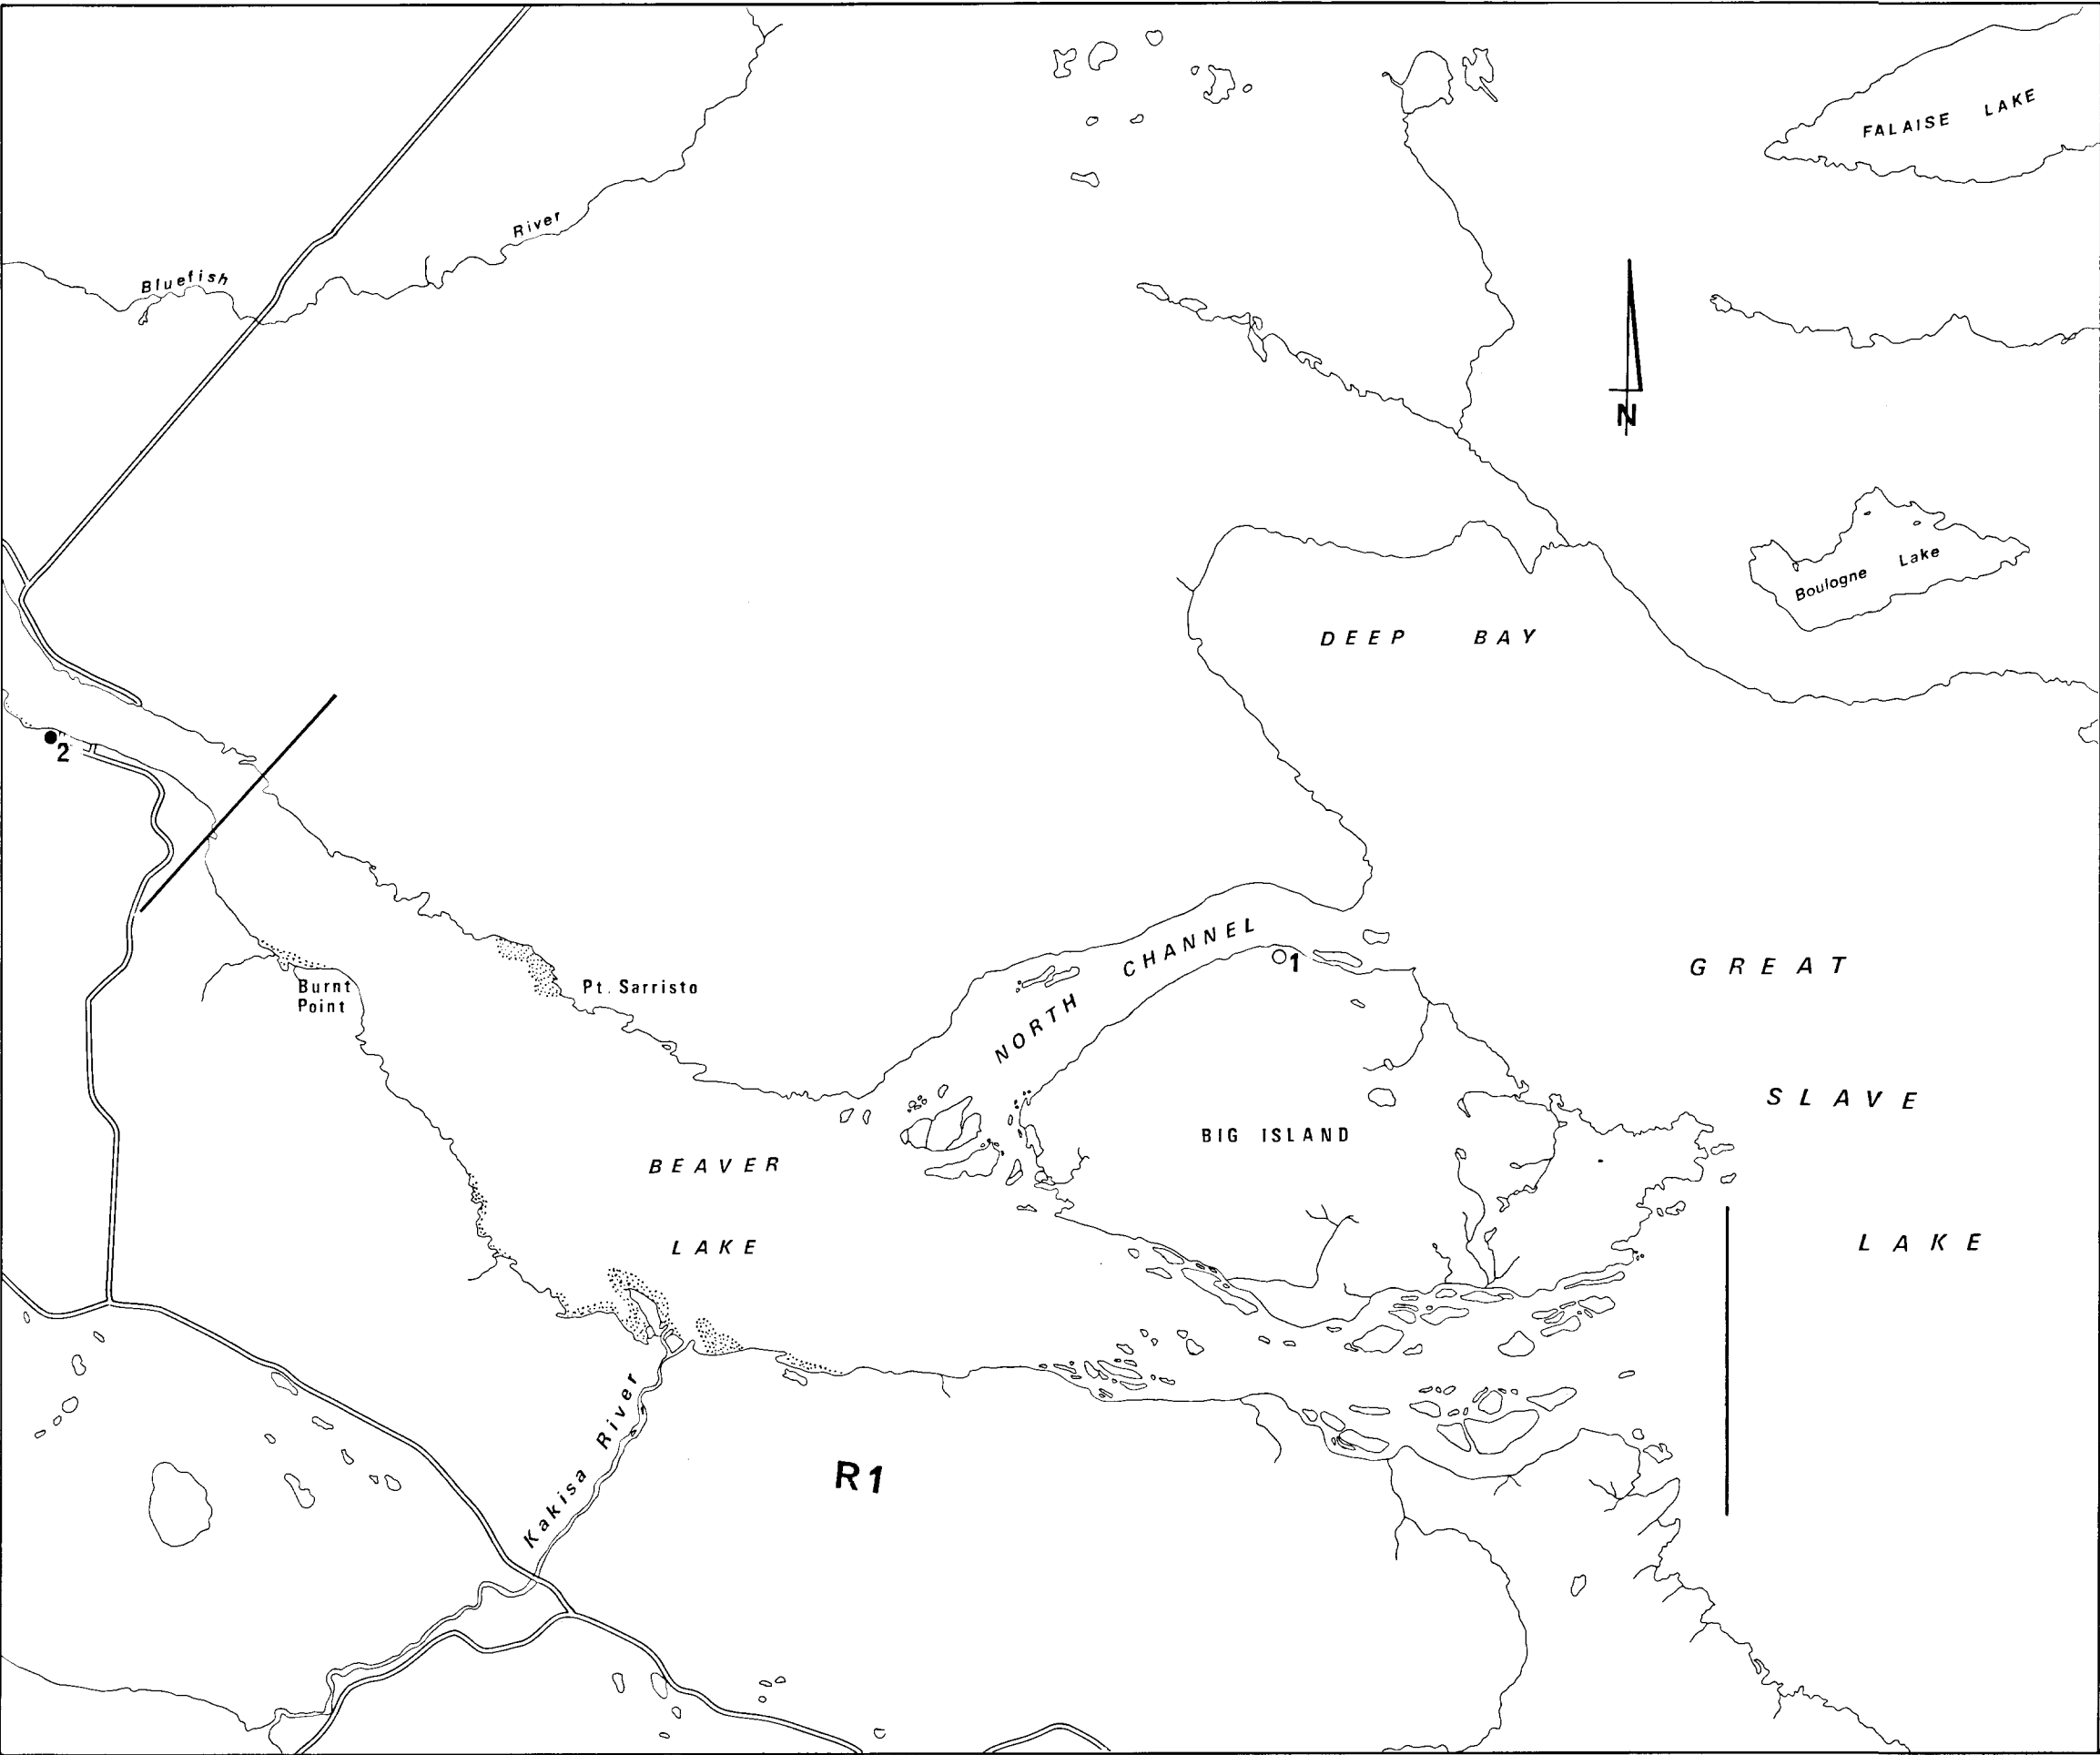 FALAISE LAKE
Bluefish River
N
Boulogne Lake
DEEP BAY
2
NORTH CHANNEL
1
GREAT
SLAVE
LAKE
Pt. Sarristo
Burnt
Point
BIG ISLAND
BEAVER
LAKE
Kakisa River
R1